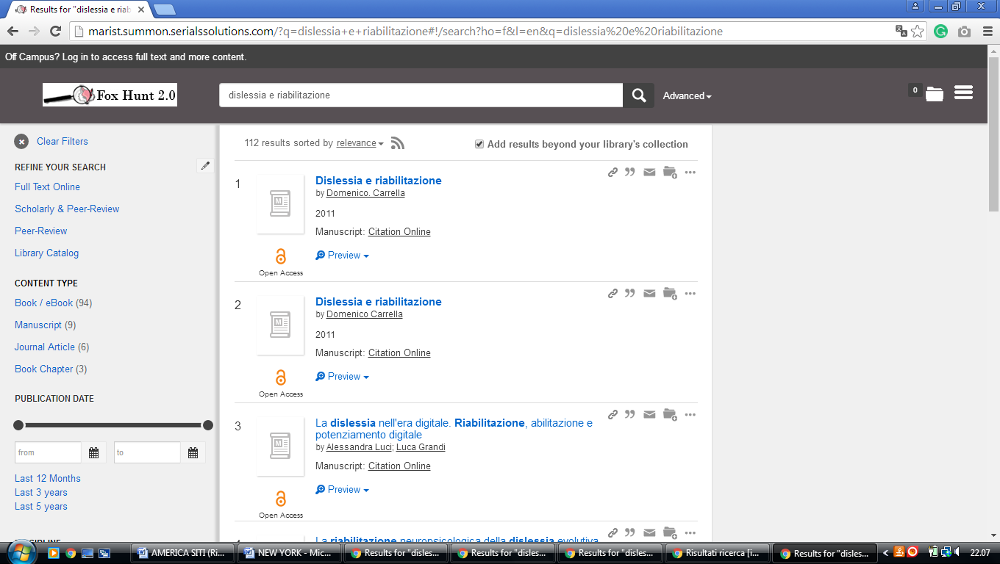 Results for "dislessia e riab
marist.summon.serialssolutions.com/?q=dislessia+e+riabilitazione#!/search?ho=f&l=en&q=dislessia%20e%20riabilitazione
Off Campus? Log in to access full text and more content.
Fox Hunt 2.0
dislessia e riabilitazione
Advanced
0
Clear Filters
REFINE YOUR SEARCH
Full Text Online
Scholarly & Peer-Review
Peer-Review
Library Catalog
CONTENT TYPE
Book / eBook (94)
Manuscript (9)
Journal Article (6)
Book Chapter (3)
PUBLICATION DATE
from
to
Last 12 Months
Last 3 years
Last 5 years
DISCIPLINE
112 results sorted by relevance
Add results beyond your library's collection
1
Dislessia e riabilitazione
by Domenico. Carrella
2011
Manuscript: Citation Online
Preview
Open Access
2
Dislessia e riabilitazione
by Domenico Carrella
2011
Manuscript: Citation Online
Preview
Open Access
3
La dislessia nell'era digitale. Riabilitazione, abilitazione e
potenziamento digitale
by Alessandra Luci; Luca Grandi
Manuscript: Citation Online
Preview
Open Access
4
La riabilitazione neuropsicologica della dislessia evolutiva
AMERICA SITI (Ri...
NEW YORK - Mic...
Results for "disles...
Results for "disles...
Results for "disles...
Risultati ricerca [i...
Results for "disles...
22.07